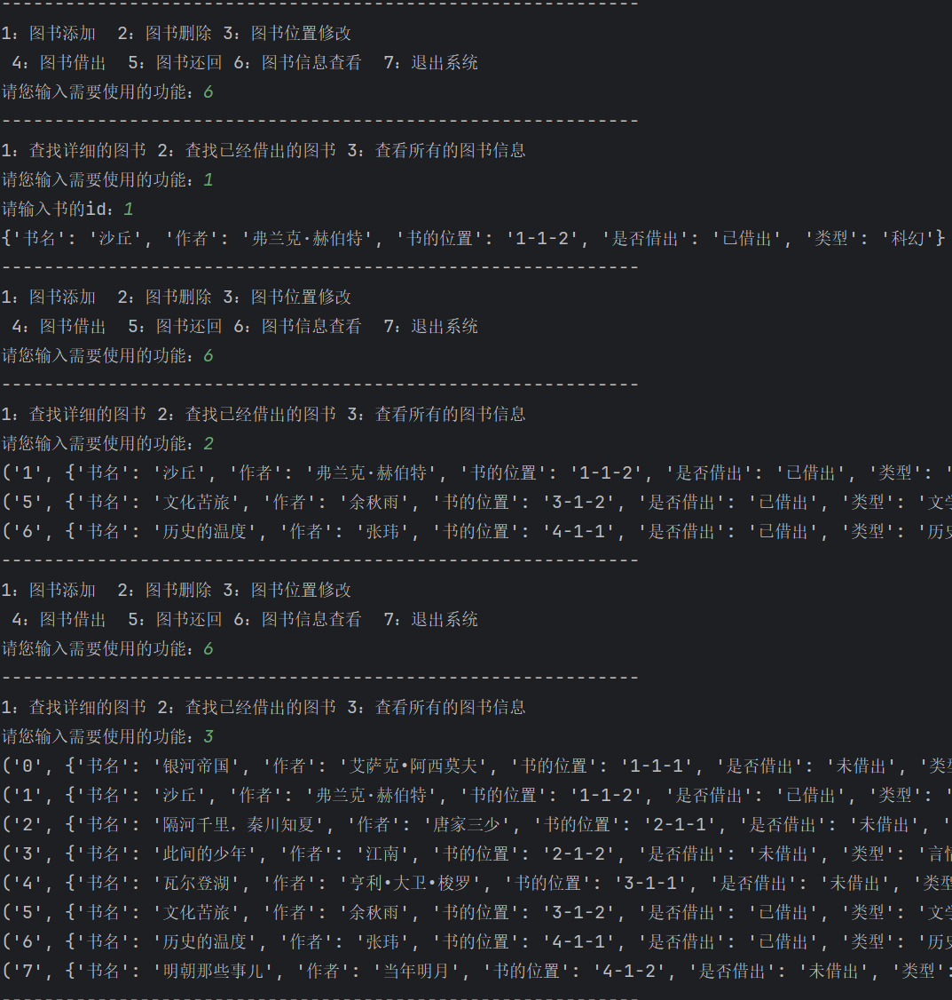 ------------------------------------------------------------
1：图书添加  2：图书删除 3：图书位置修改
 4：图书借出  5：图书还回 6：图书信息查看  7：退出系统
请您输入需要使用的功能：6
------------------------------------------------------------
1：查找详细的图书 2：查找已经借出的图书 3：查看所有的图书信息
请您输入需要使用的功能：1
请输入书的id：1
{'书名': '沙丘', '作者': '弗兰克·赫伯特', '书的位置': '1-1-2', '是否借出': '已借出', '类型': '科幻'}
------------------------------------------------------------
1：图书添加  2：图书删除 3：图书位置修改
 4：图书借出  5：图书还回 6：图书信息查看  7：退出系统
请您输入需要使用的功能：6
------------------------------------------------------------
1：查找详细的图书 2：查找已经借出的图书 3：查看所有的图书信息
请您输入需要使用的功能：2
('1', {'书名': '沙丘', '作者': '弗兰克·赫伯特', '书的位置': '1-1-2', '是否借出': '已借出', '类型': '
('5', {'书名': '文化苦旅', '作者': '余秋雨', '书的位置': '3-1-2', '是否借出': '已借出', '类型': '文学
('6', {'书名': '历史的温度', '作者': '张玮', '书的位置': '4-1-1', '是否借出': '已借出', '类型': '历史
------------------------------------------------------------
1：图书添加  2：图书删除 3：图书位置修改
 4：图书借出  5：图书还回 6：图书信息查看  7：退出系统
请您输入需要使用的功能：6
------------------------------------------------------------
1：查找详细的图书 2：查找已经借出的图书 3：查看所有的图书信息
请您输入需要使用的功能：3
('0', {'书名': '银河帝国', '作者': '艾萨克•阿西莫夫', '书的位置': '1-1-1', '是否借出': '未借出', '类型
('1', {'书名': '沙丘', '作者': '弗兰克·赫伯特', '书的位置': '1-1-2', '是否借出': '已借出', '类型': '
('2', {'书名': '隔河千里，秦川知夏', '作者': '唐家三少', '书的位置': '2-1-1', '是否借出': '未借出', '
('3', {'书名': '此间的少年', '作者': '江南', '书的位置': '2-1-2', '是否借出': '未借出', '类型': '言情
('4', {'书名': '瓦尔登湖', '作者': '亨利•大卫•梭罗', '书的位置': '3-1-1', '是否借出': '未借出', '类型
('5', {'书名': '文化苦旅', '作者': '余秋雨', '书的位置': '3-1-2', '是否借出': '已借出', '类型': '文学
('6', {'书名': '历史的温度', '作者': '张玮', '书的位置': '4-1-1', '是否借出': '已借出', '类型': '历史
('7', {'书名': '明朝那些事儿', '作者': '当年明月', '书的位置': '4-1-2', '是否借出': '未借出', '类型':
------------------------------------------------------------